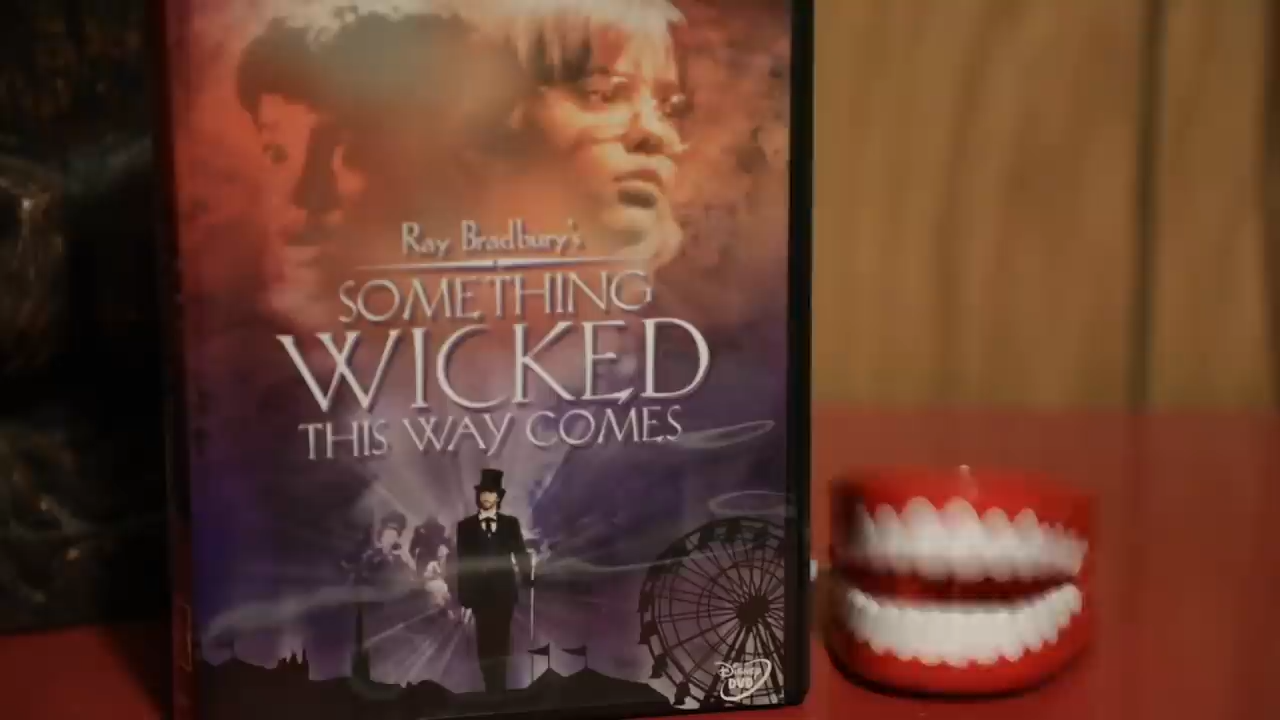 Ray Bradbury's
SOMETHING
WICKED
THIS WAY COMES
DISNEY
DVD